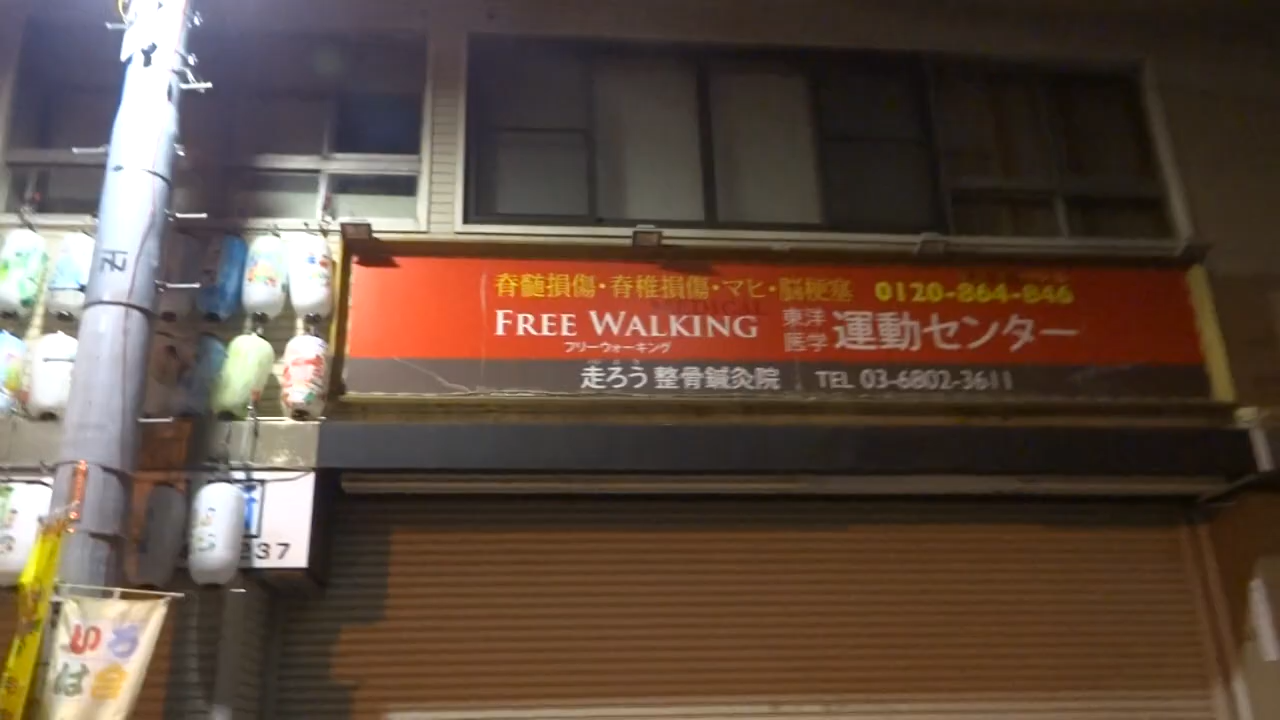 脊髄損傷・脊椎損傷・マヒ・脳梗塞 0120-864-846
FREE WALKING 東洋医学 運動センター
フリーウォーキング
走ろう 整骨鍼灸院 TEL 03-6802-3611
237